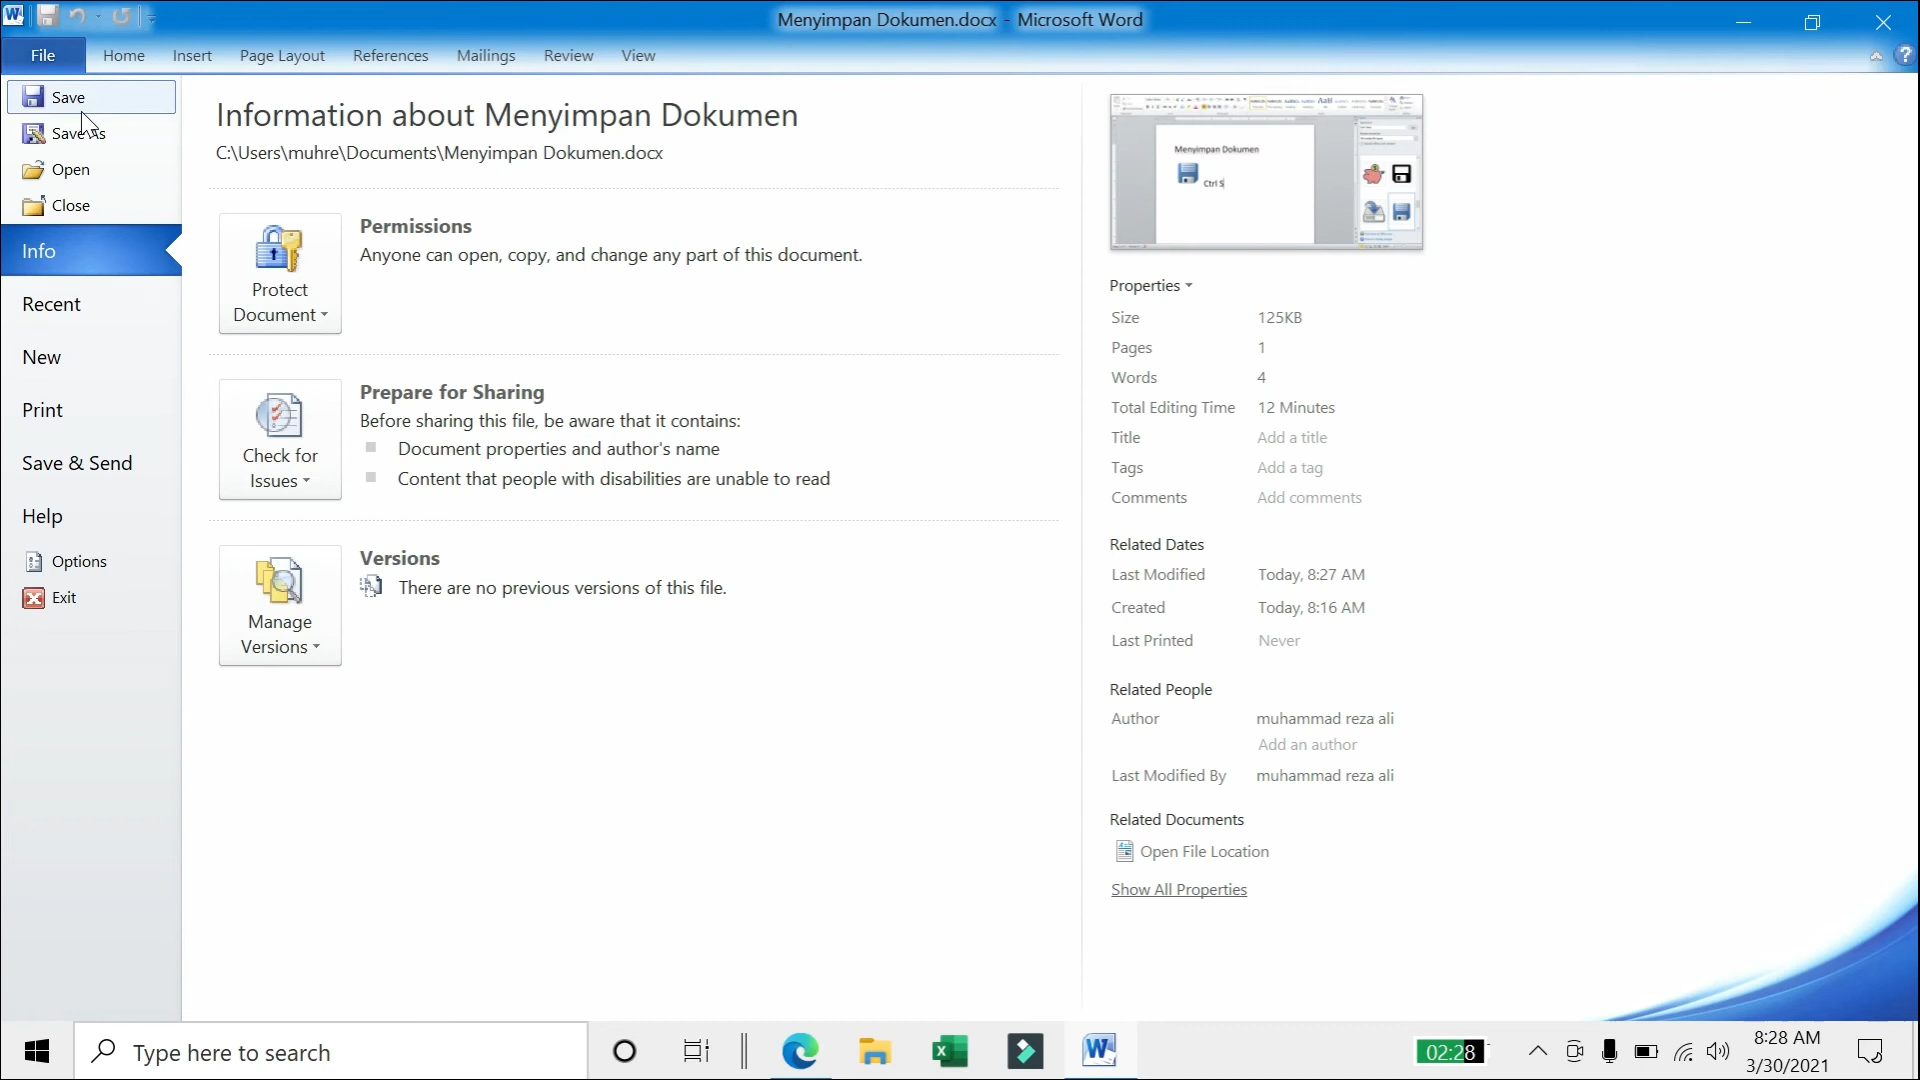 Menyimpan Dokumen.docx - Microsoft Word
File Home Insert Page Layout References Mailings Review View
Save
Save As
Open
Close
Info
Recent
New
Print
Save & Send
Help
Options
Exit
Information about Menyimpan Dokumen
C:\Users\muhre\Documents\Menyimpan Dokumen.docx
Protect
Document
Permissions
Anyone can open, copy, and change any part of this document.
Check for
Issues
Prepare for Sharing
Before sharing this file, be aware that it contains:
Document properties and author's name
Content that people with disabilities are unable to read
Manage
Versions
Versions
There are no previous versions of this file.
Menyimpan Dokumen
Ctrl S
Properties
Size 125KB
Pages 1
Words 4
Total Editing Time 12 Minutes
Title Add a title
Tags Add a tag
Comments Add comments
Related Dates
Last Modified Today, 8:27 AM
Created Today, 8:16 AM
Last Printed Never
Related People
Author muhammad reza ali
Add an author
Last Modified By muhammad reza ali
Related Documents
Open File Location
Show All Properties
Type here to search
02:28
8:28 AM
3/30/2021